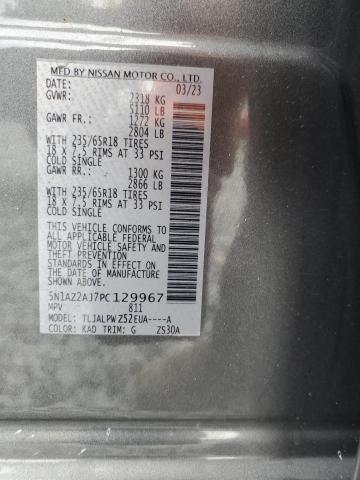 MFD BY NISSAN MOTOR CO., LTD.
DATE: 03/23
GVWR: 2318 KG
5110 LB
GAWR FR.: 1272 KG
2804 LB
WITH 235/65R18 TIRES
18 X 7.5 RIMS AT 33 PSI
COLD SINGLE
GAWR RR.: 1300 KG
2866 LB
WITH 235/65R18 TIRES
18 X 7.5 RIMS AT 33 PSI
COLD SINGLE
THIS VEHICLE CONFORMS TO
ALL APPLICABLE FEDERAL
MOTOR VEHICLE SAFETY AND
THEFT PREVENTION
STANDARDS IN EFFECT ON
THE DATE OF MANUFACTURE
SHOWN ABOVE.
5N1AZ2AJ7PC129967
MPV 811
MODEL: TLJALPWZ52EUA----A
COLOR: KAD TRIM: G ZS30A